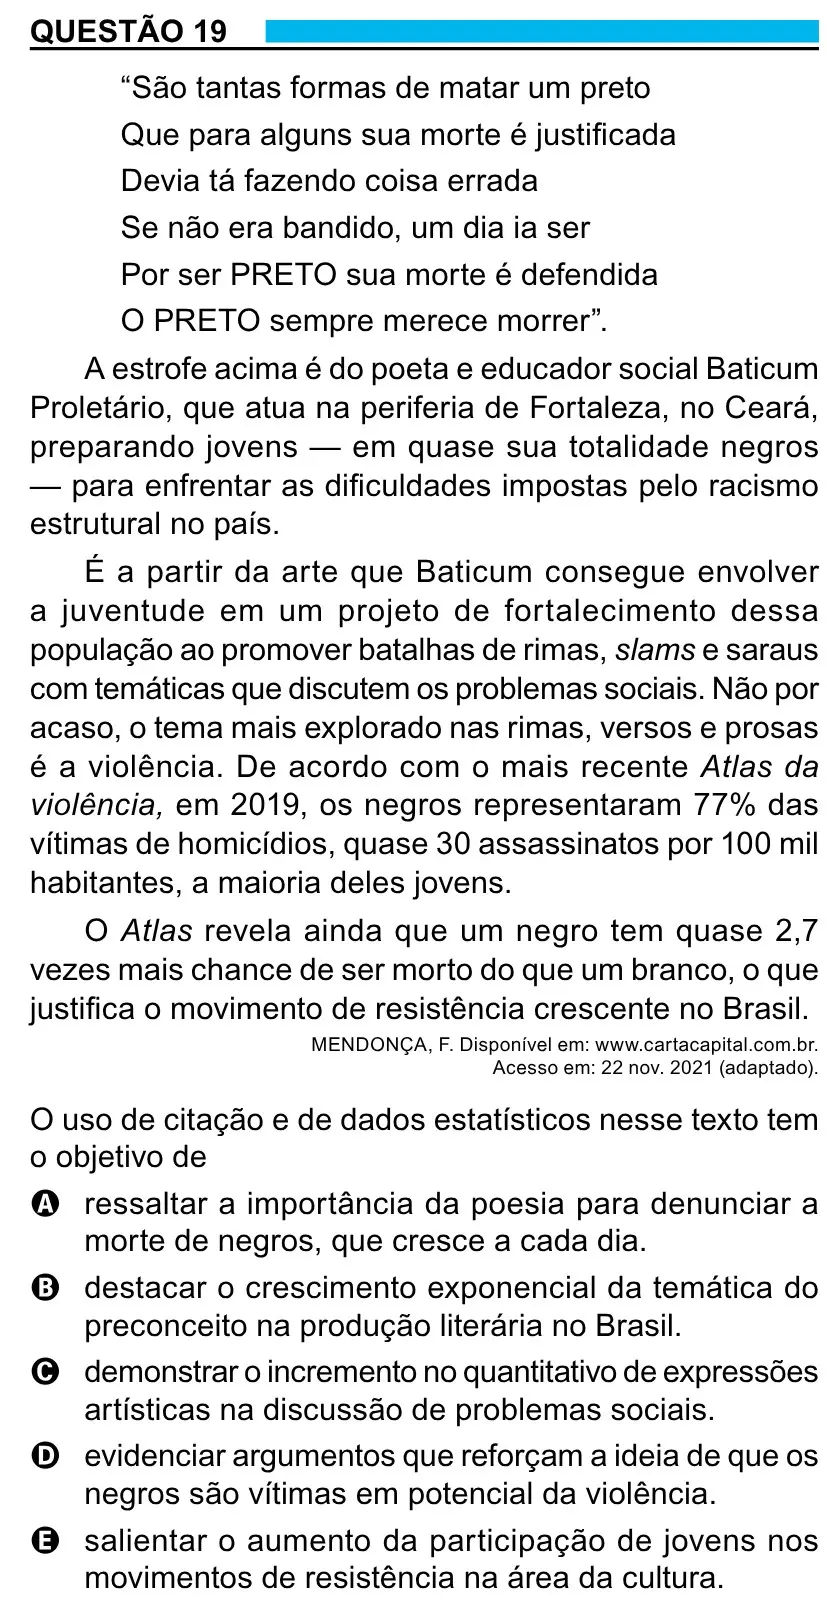 QUESTÃO 19
“São tantas formas de matar um preto
Que para alguns sua morte é justificada
Devia tá fazendo coisa errada
Se não era bandido, um dia ia ser
Por ser PRETO sua morte é defendida
O PRETO sempre merece morrer”.
A estrofe acima é do poeta e educador social Baticum
Proletário, que atua na periferia de Fortaleza, no Ceará,
preparando jovens — em quase sua totalidade negros
— para enfrentar as dificuldades impostas pelo racismo
estrutural no país.
É a partir da arte que Baticum consegue envolver
a juventude em um projeto de fortalecimento dessa
população ao promover batalhas de rimas, slams e saraus
com temáticas que discutem os problemas sociais. Não por
acaso, o tema mais explorado nas rimas, versos e prosas
é a violência. De acordo com o mais recente Atlas da
violência, em 2019, os negros representaram 77% das
vítimas de homicídios, quase 30 assassinatos por 100 mil
habitantes, a maioria deles jovens.
O Atlas revela ainda que um negro tem quase 2,7
vezes mais chance de ser morto do que um branco, o que
justifica o movimento de resistência crescente no Brasil.
MENDONÇA, F. Disponível em: www.cartacapital.com.br.
Acesso em: 22 nov. 2021 (adaptado).
O uso de citação e de dados estatísticos nesse texto tem
o objetivo de
A ressaltar a importância da poesia para denunciar a
morte de negros, que cresce a cada dia.
B destacar o crescimento exponencial da temática do
preconceito na produção literária no Brasil.
C demonstrar o incremento no quantitativo de expressões
artísticas na discussão de problemas sociais.
D evidenciar argumentos que reforçam a ideia de que os
negros são vítimas em potencial da violência.
E salientar o aumento da participação de jovens nos
movimentos de resistência na área da cultura.